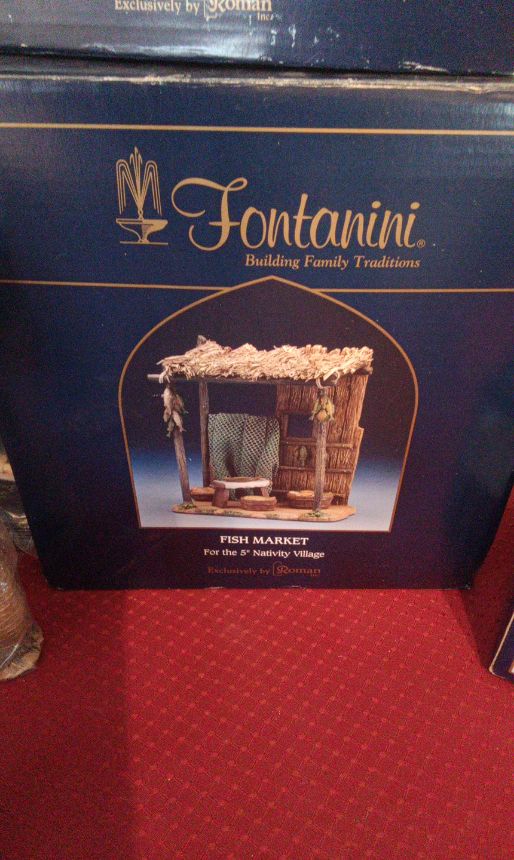 Exclusively by Roman Inc.
Fontanini®
Building Family Traditions
FISH MARKET
For the 5" Nativity Village
Exclusively by Roman Inc.